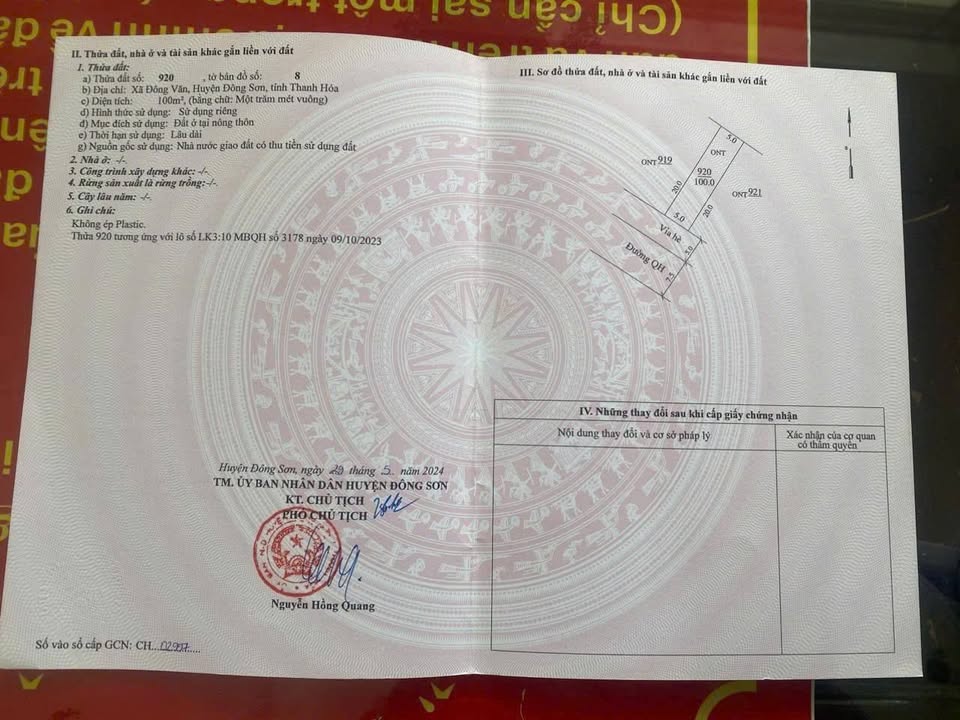 II. Thửa đất, nhà ở và tài sản khác gắn liền với đất
1. Thửa đất:
a) Thửa đất số: 920 , tờ bản đồ số: 8
b) Địa chỉ: Xã Đông Văn, Huyện Đông Sơn, tỉnh Thanh Hóa
c) Diện tích: 100m², (bằng chữ: Một trăm mét vuông)
d) Hình thức sử dụng: Sử dụng riêng
đ) Mục đích sử dụng: Đất ở tại nông thôn
e) Thời hạn sử dụng: Lâu dài
g) Nguồn gốc sử dụng: Nhà nước giao đất có thu tiền sử dụng đất
2. Nhà ở: -/-
3. Công trình xây dựng khác: -/-
4. Rừng sản xuất là rừng trồng:-/-
5. Cây lâu năm: -/-
6. Ghi chú:
Không ép Plastic.
Thửa 920 tương ứng với lô số LK3:10 MBQH số 3178 ngày 09/10/2023
Huyện Đông Sơn, ngày 29 tháng 5 năm 2024
TM. ỦY BAN NHÂN DÂN HUYỆN ĐÔNG SƠN
KT. CHỦ TỊCH
PHÓ CHỦ TỊCH
Nguyễn Hồng Quang
Số vào sổ cấp GCN: CH...
III. Sơ đồ thửa đất, nhà ở và tài sản khác gắn liền với đất
5.0
ONT 919
ONT
920
100.0
ONT 921
20.0
20.0
5.0
Vỉa hè
5.0
Đường QH
7.5
IV. Những thay đổi sau khi cấp giấy chứng nhận
Nội dung thay đổi và cơ sở pháp lý
Xác nhận của cơ quan
có thẩm quyền
(Chỉ cần sai một